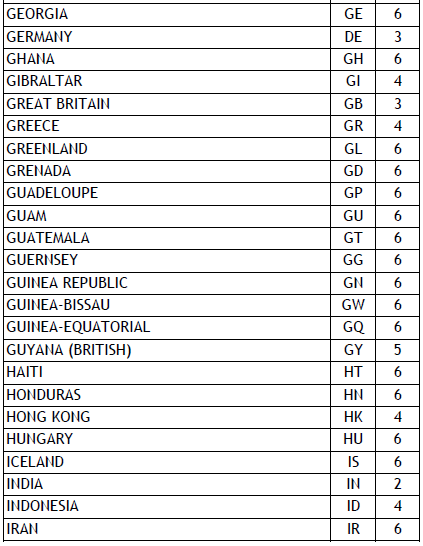 GEORGIA GE 6
GERMANY DE 3
GHANA GH 6
GIBRALTAR GI 4
GREAT BRITAIN GB 3
GREECE GR 4
GREENLAND GL 6
GRENADA GD 6
GUADELOUPE GP 6
GUAM GU 6
GUATEMALA GT 6
GUERNSEY GG 6
GUINEA REPUBLIC GN 6
GUINEA-BISSAU GW 6
GUINEA-EQUATORIAL GQ 6
GUYANA (BRITISH) GY 5
HAITI HT 6
HONDURAS HN 6
HONG KONG HK 4
HUNGARY HU 6
ICELAND IS 6
INDIA IN 2
INDONESIA ID 4
IRAN IR 6